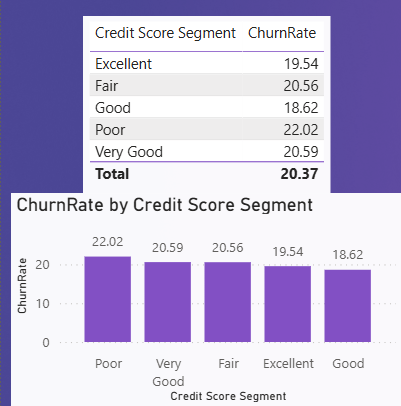 Credit Score Segment ChurnRate
Excellent 19.54
Fair 20.56
Good 18.62
Poor 22.02
Very Good 20.59
Total 20.37
ChurnRate by Credit Score Segment
22.02 20.59 20.56 19.54 18.62
20
10
0
ChurnRate
Poor Very Good Fair Excellent Good
Credit Score Segment